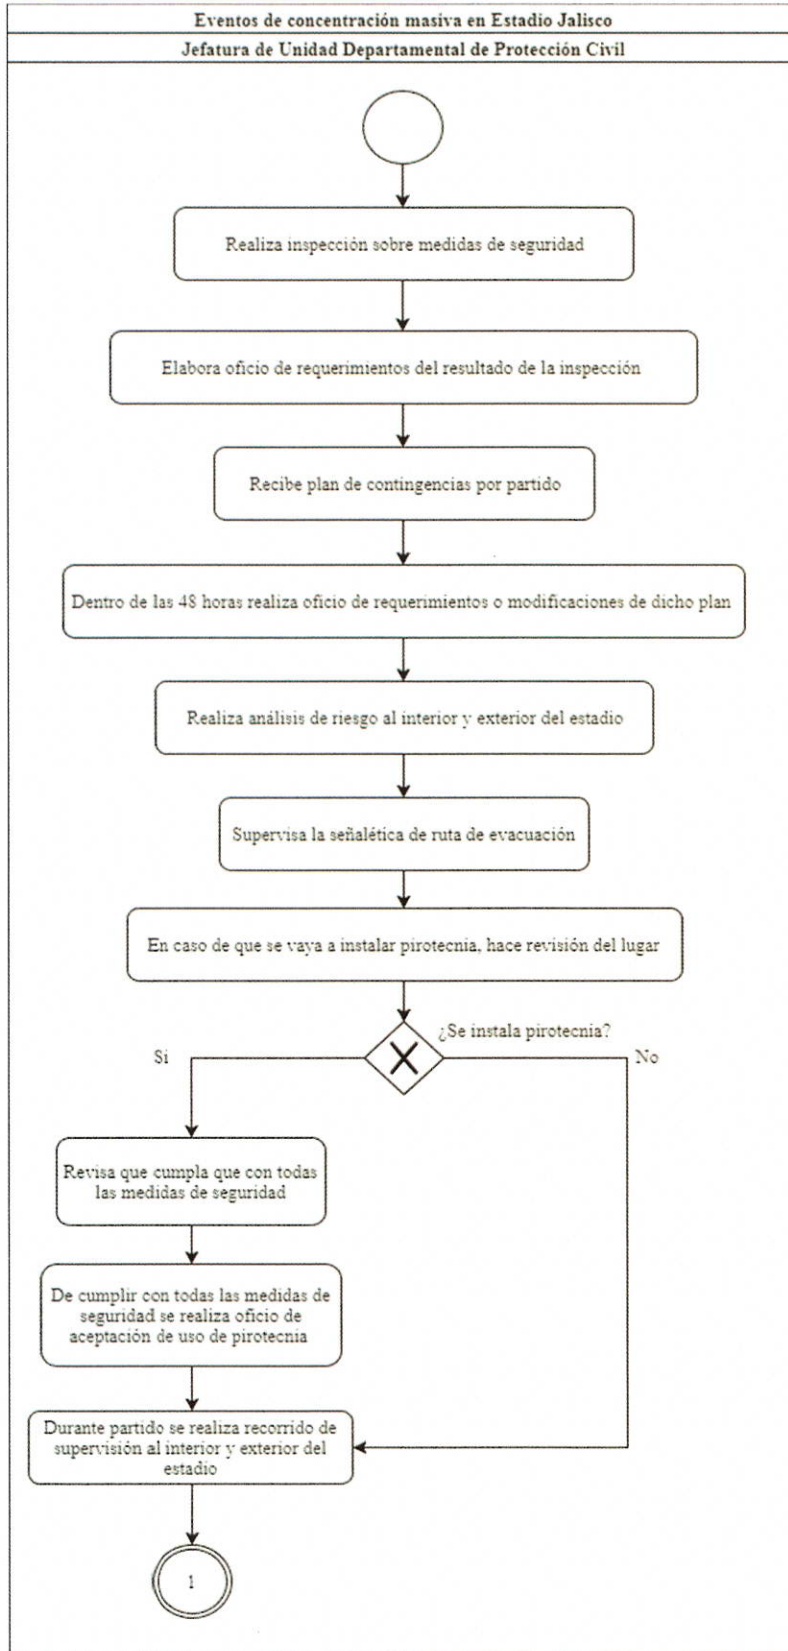 Eventos de concentración masiva en Estadio Jalisco
Jefatura de Unidad Departamental de Protección Civil
Realiza inspección sobre medidas de seguridad
Elabora oficio de requerimientos del resultado de la inspección
Recibe plan de contingencias por partido
Dentro de las 48 horas realiza oficio de requerimientos o modificaciones de dicho plan
Realiza análisis de riesgo al interior y exterior del estadio
Supervisa la señalética de ruta de evacuación
En caso de que se vaya a instalar pirotecnia, hace revisión del lugar
¿Se instala pirotecnia?
Si
No
Revisa que cumpla que con todas
las medidas de seguridad
De cumplir con todas las medidas de
seguridad se realiza oficio de
aceptación de uso de pirotecnia
Durante partido se realiza recorrido de
supervisión al interior y exterior del
estadio
1